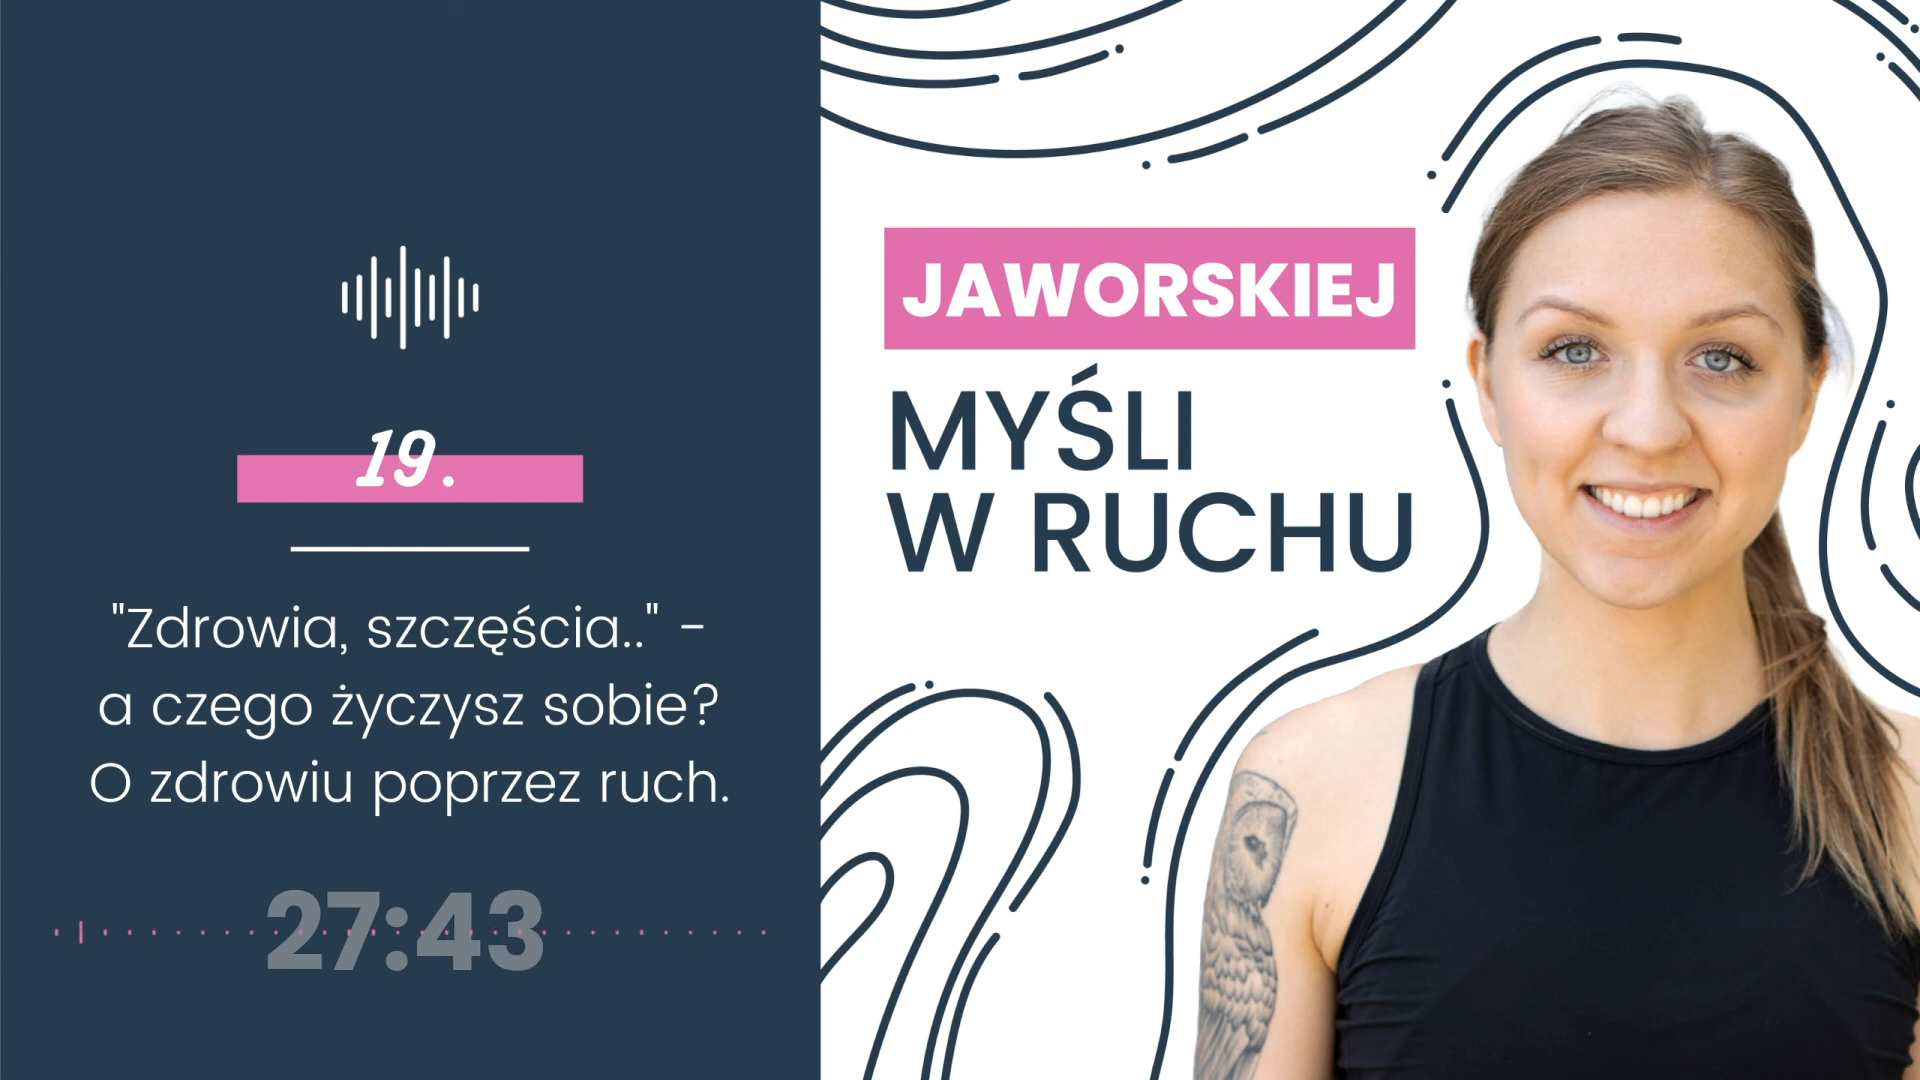 19.
"Zdrowia, szczęścia.." -
a czego życzysz sobie?
O zdrowiu poprzez ruch.
27:43
JAWORSKIEJ
MYŚLI
W RUCHU